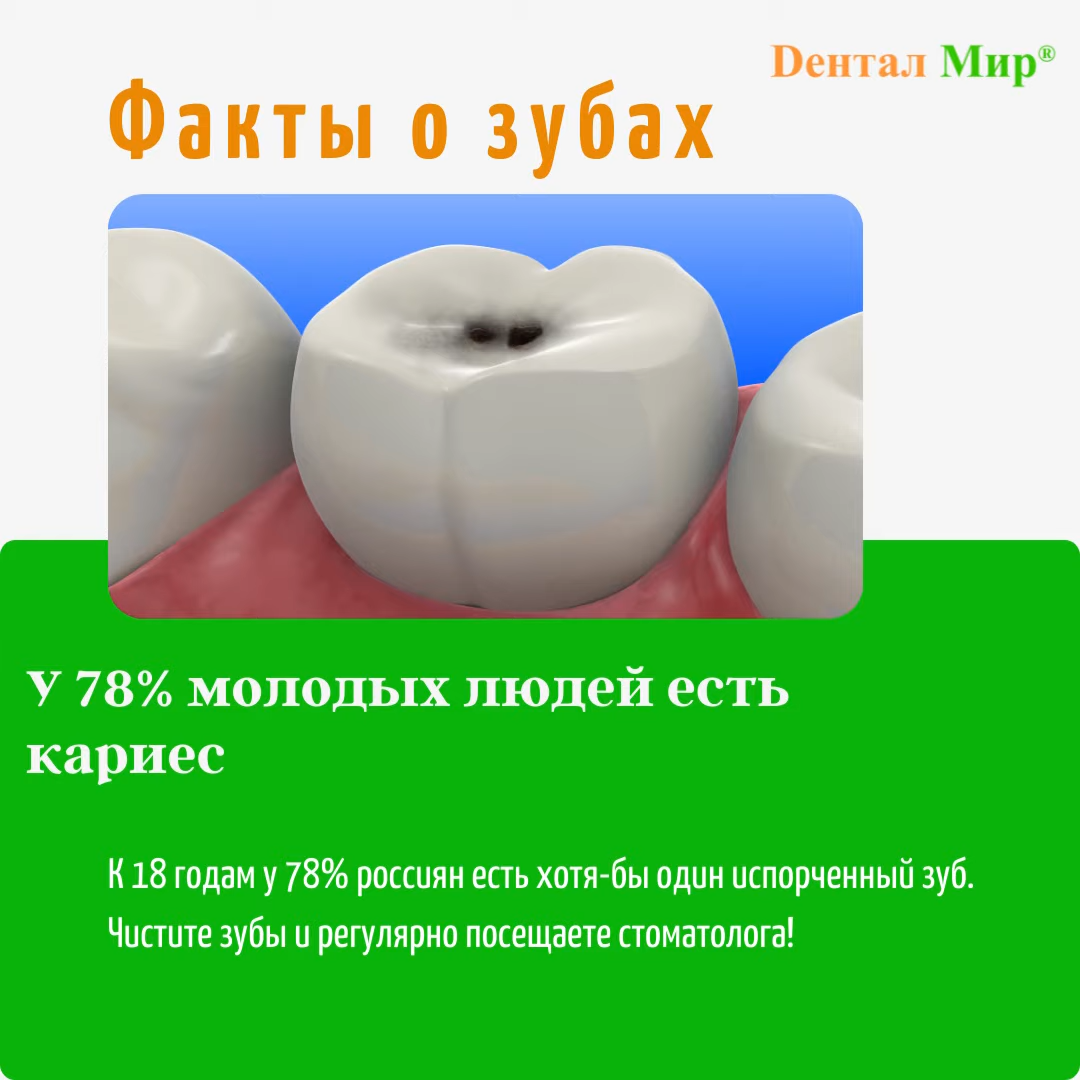 Dентал Мир®
Факты о зубах
У 78% молодых людей есть
кариес
К 18 годам у 78% россиян есть хотя-бы один испорченный зуб.
Чистите зубы и регулярно посещаете стоматолога!